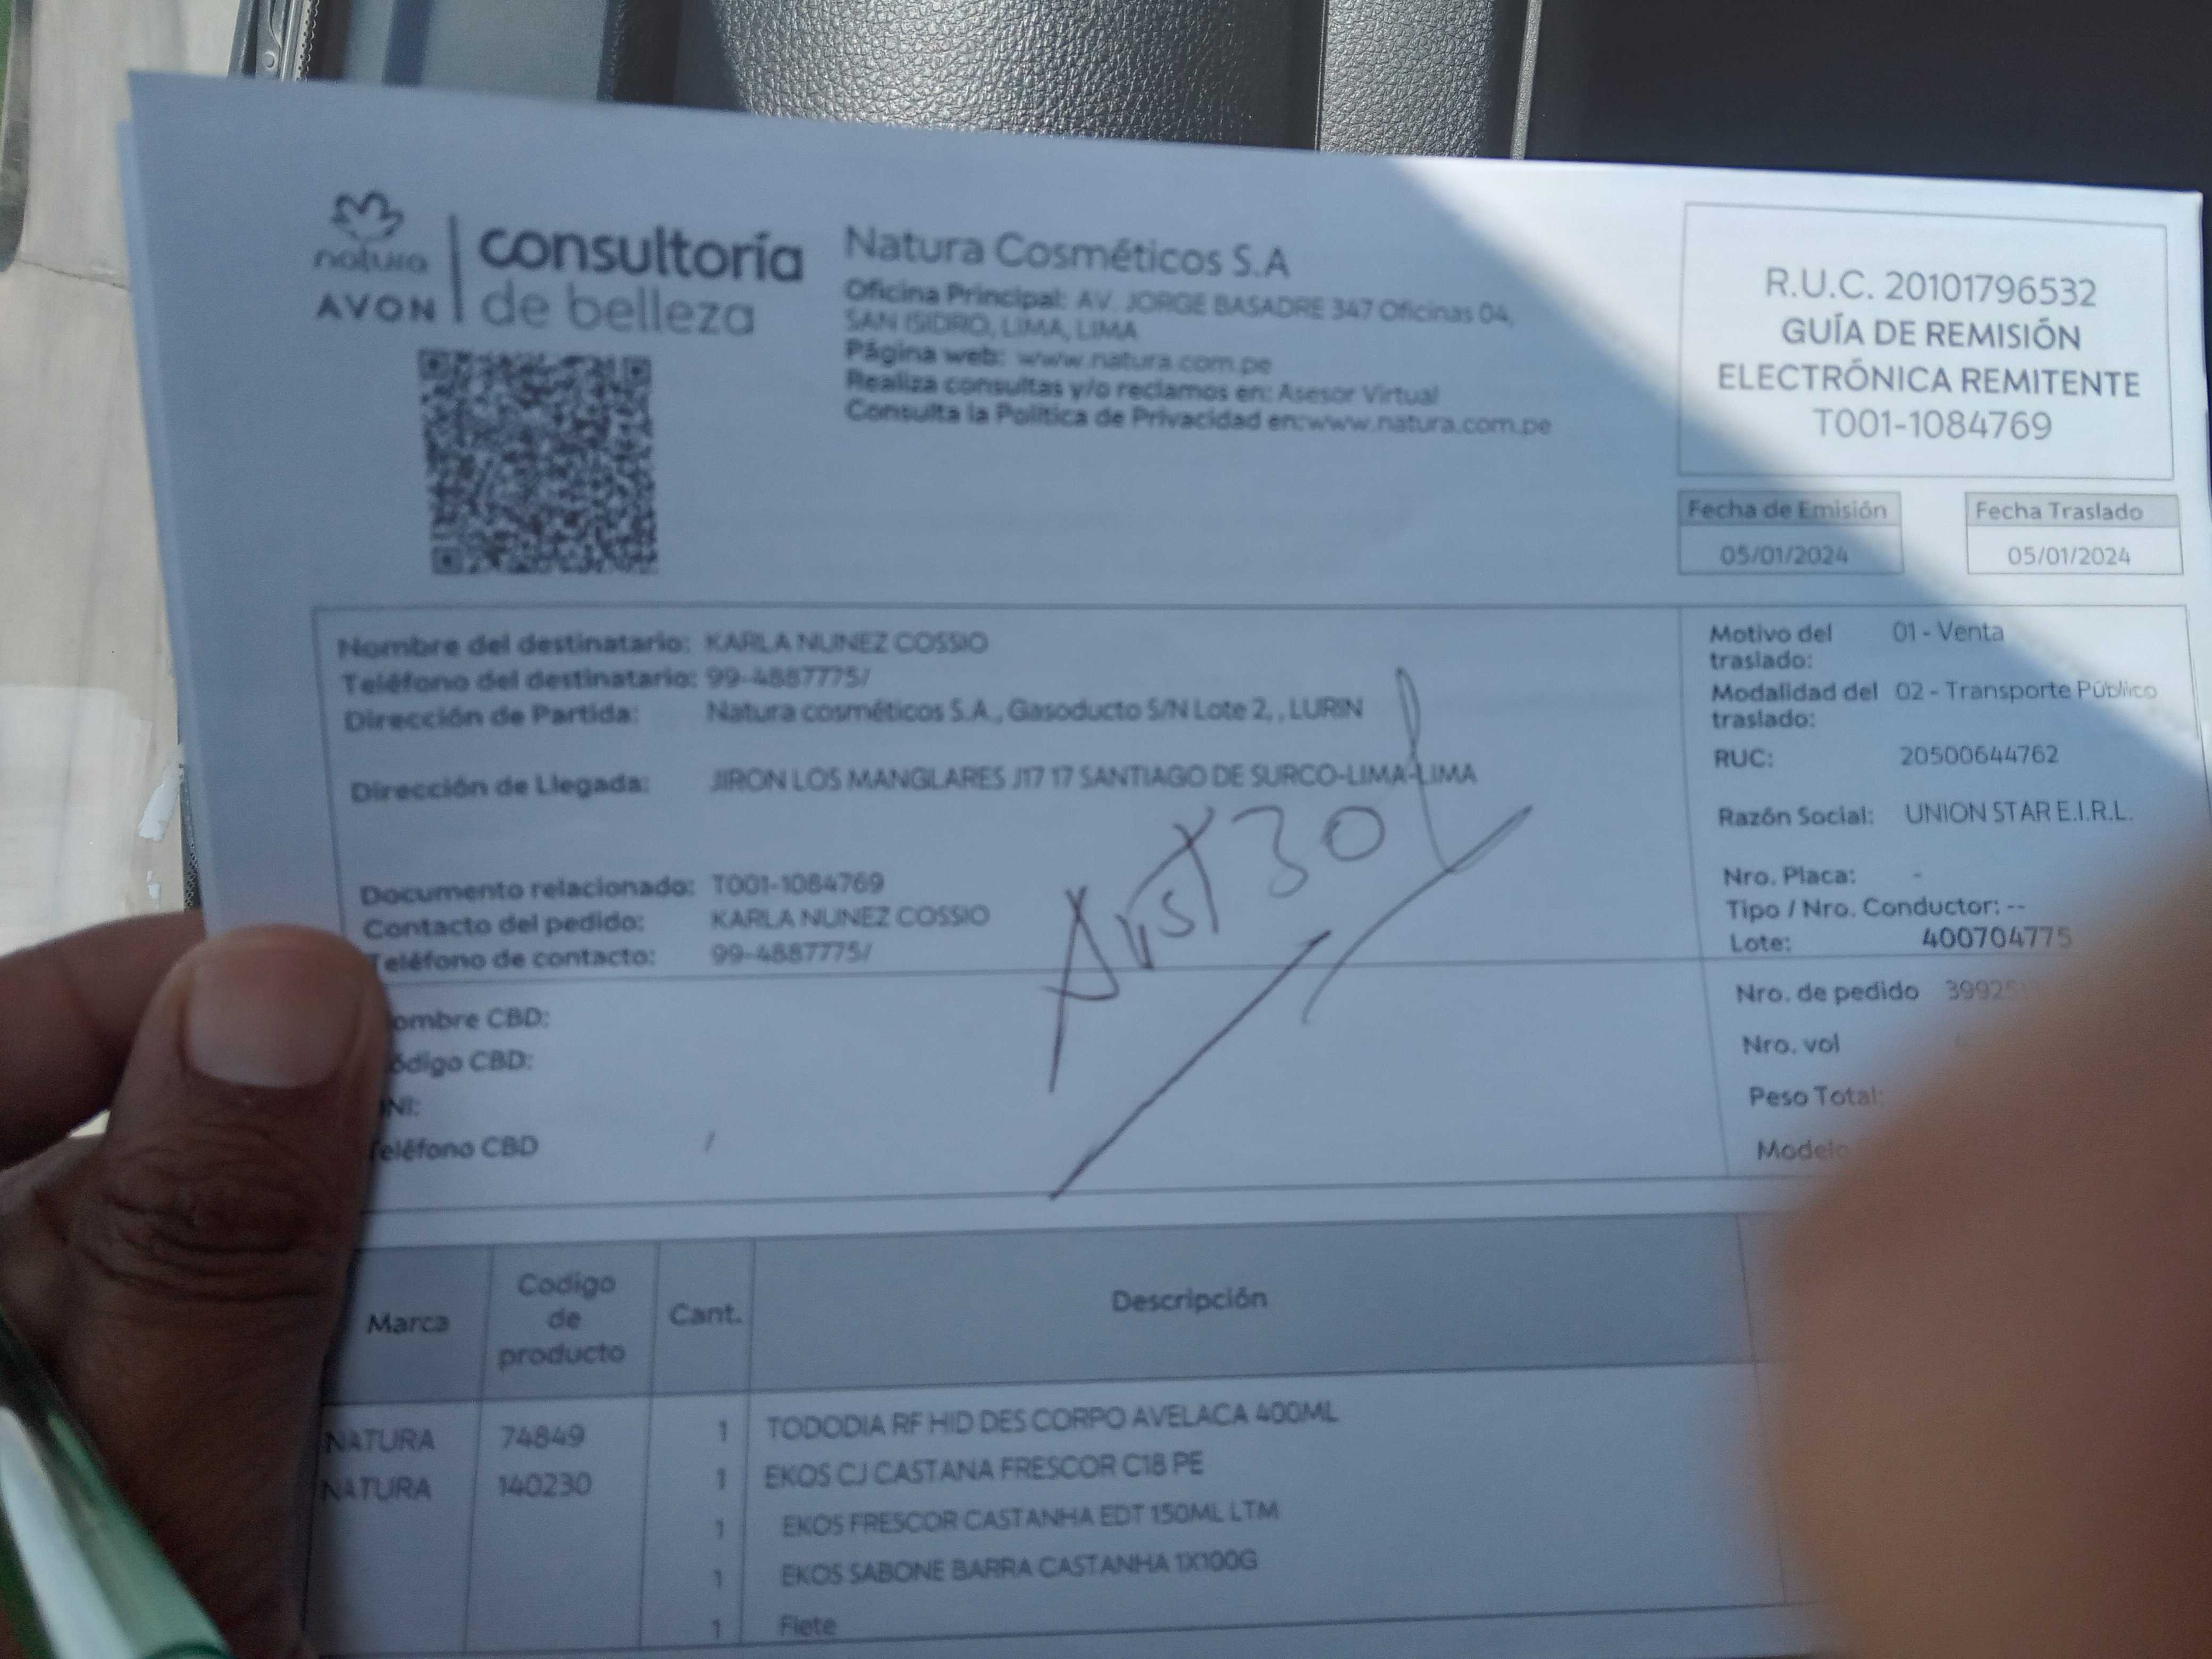 natura
AVON
consultoría
de belleza
Natura Cosméticos S.A
Oficina Principal: AV. JORGE BASADRE 347 Oficinas 04,
SAN ISIDRO, LIMA, LIMA
Página web: www.natura.com.pe
Realiza consultas y/o reclamos en: Asesor Virtual
Consulta la Política de Privacidad en:www.natura.com.pe
R.U.C. 20101796532
GUÍA DE REMISIÓN
ELECTRÓNICA REMITENTE
T001-1084769
Fecha de Emisión
05/01/2024
Fecha Traslado
05/01/2024
Nombre del destinatario: KARLA NUNEZ COSSIO
Teléfono del destinatario: 99-4887775/
Dirección de Partida: Natura cosméticos S.A., Gasoducto S/N Lote 2, , LURIN
Dirección de Llegada: JIRON LOS MANGLARES J17 17 SANTIAGO DE SURCO-LIMA-LIMA
Documento relacionado: T001-1084769
Contacto del pedido: KARLA NUNEZ COSSIO
Teléfono de contacto: 99-4887775/
Motivo del 01 - Venta
traslado:
Modalidad del 02 - Transporte Público
traslado:
RUC: 20500644762
Razón Social: UNION STAR E.I.R.L.
Nro. Placa: -
Tipo / Nro. Conductor: --
Lote: 400704775
ombre CBD:
ódigo CBD:
NI:
eléfono CBD /
Nro. de pedido 3992
Nro. vol
Peso Total:
Modelo
Marca
Codigo
de
producto
Cant.
Descripción
NATURA 74849 1 TODODIA RF HID DES CORPO AVELACA 400ML
NATURA 140230 1 EKOS CJ CASTANA FRESCOR C18 PE
1 EKOS FRESCOR CASTANHA EDT 150ML LTM
1 EKOS SABONE BARRA CASTANHA 1X100G
1 Flete